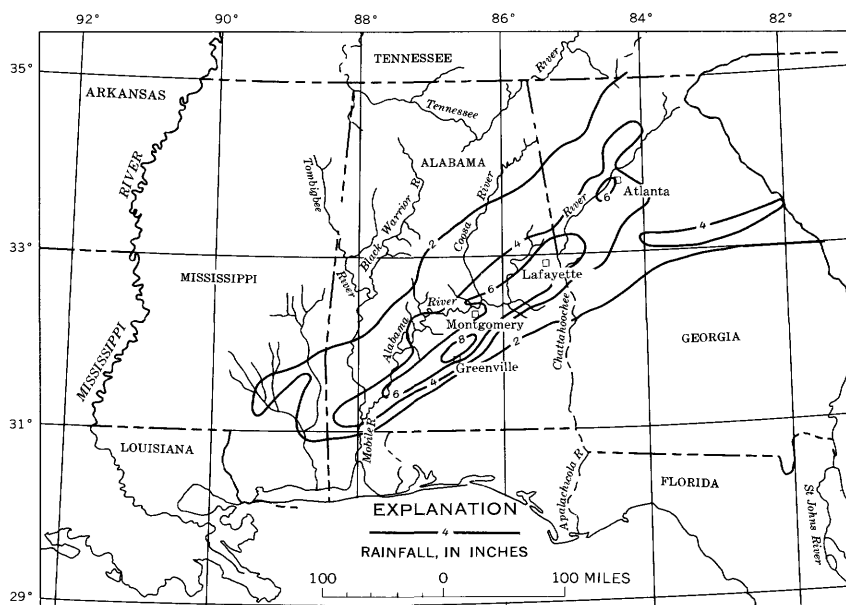 92° 90° 88° 86° 84° 82°
35°
TENNESSEE
River
ARKANSAS
Tennessee
ALABAMA
RIVER
Tombigbee
Black Warrior R
Coosa River
River
Atlanta
6
4
33°
2
4
MISSISSIPPI
River
6
Lafayette
River
Montgomery
Alabama
8
2
Chattahoochee
GEORGIA
MISSISSIPPI
Greenville
6
4
31°
LOUISIANA
Mobile R
Apalachicola R
FLORIDA
St Johns River
EXPLANATION
4
RAINFALL, IN INCHES
100 0 100 MILES
29°